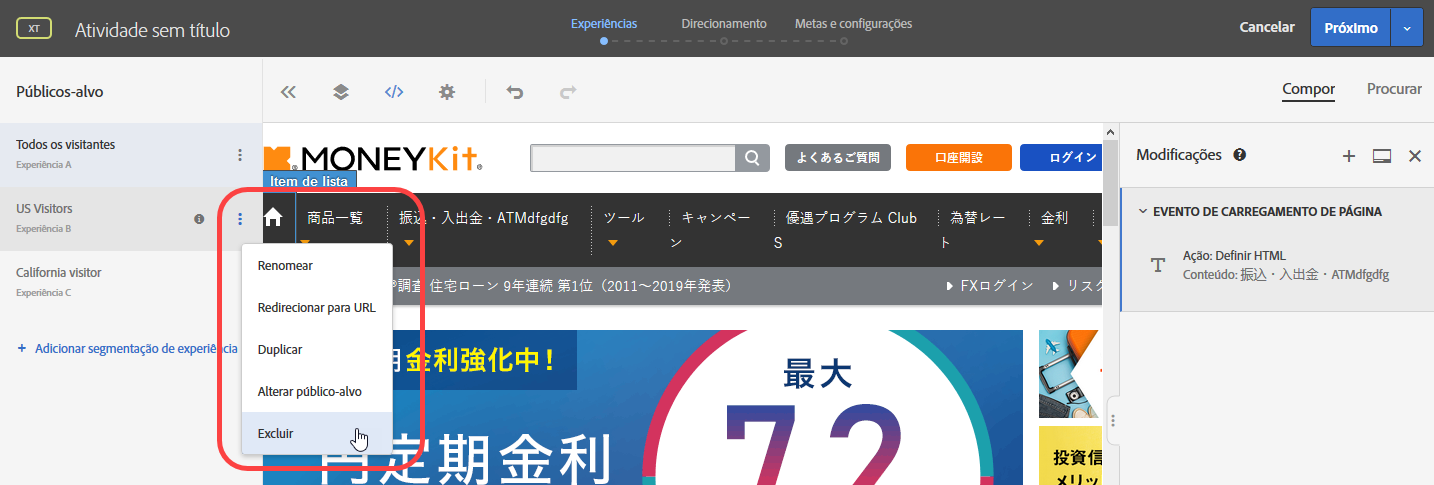 XT
Atividade sem título
Experiências
Direcionamento
Metas e configurações
Cancelar
Próximo
Públicos-alvo
Compor
Procurar
Todos os visitantes
Experiência A
US Visitors
Experiência B
California visitor
Experiência C
+ Adicionar segmentação de experiência
Renomear
Redirecionar para URL
Duplicar
Alterar público-alvo
Excluir
MONEYKit
よくあるご質問
口座開設
ログイン
Item de lista
商品一覧
振込・入出金・ATMdfgdfg
ツール
キャンペー
ン
優遇プログラム Club
S
為替レー
ト
金利
®調査 住宅ローン 9年連続 第1位（2011～2019年発表）
FXログイン
リスク
金利強化中！
円定期金利
最大
7.2
投資信
メリッ
Modificações
EVENTO DE CARREGAMENTO DE PÁGINA
Ação: Definir HTML
Conteúdo: 振込・入出金・ATMdfgdfg